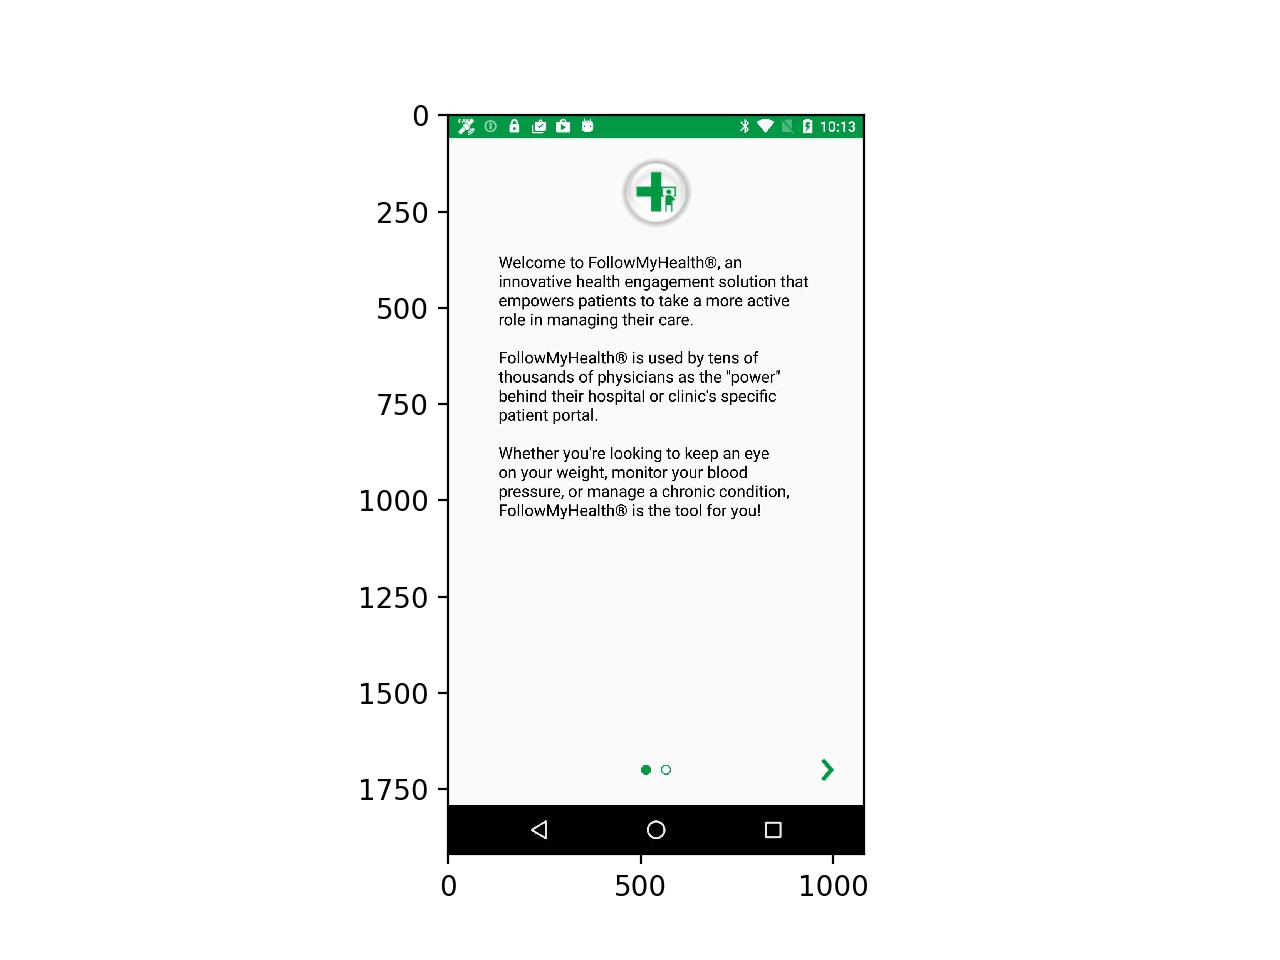 10:13
Welcome to FollowMyHealth®, an
innovative health engagement solution that
empowers patients to take a more active
role in managing their care.
FollowMyHealth® is used by tens of
thousands of physicians as the "power"
behind their hospital or clinic's specific
patient portal.
Whether you're looking to keep an eye
on your weight, monitor your blood
pressure, or manage a chronic condition,
FollowMyHealth® is the tool for you!
0
250
500
750
1000
1250
1500
1750
0 500 1000